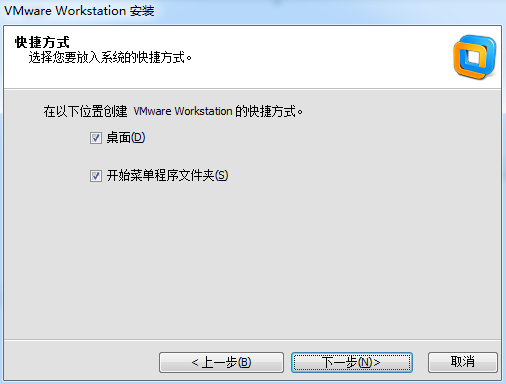 VMware Workstation 安装
快捷方式
选择您要放入系统的快捷方式。
在以下位置创建 VMware Workstation 的快捷方式。
桌面(D)
开始菜单程序文件夹(S)
< 上一步(B)
下一步(N) >
取消